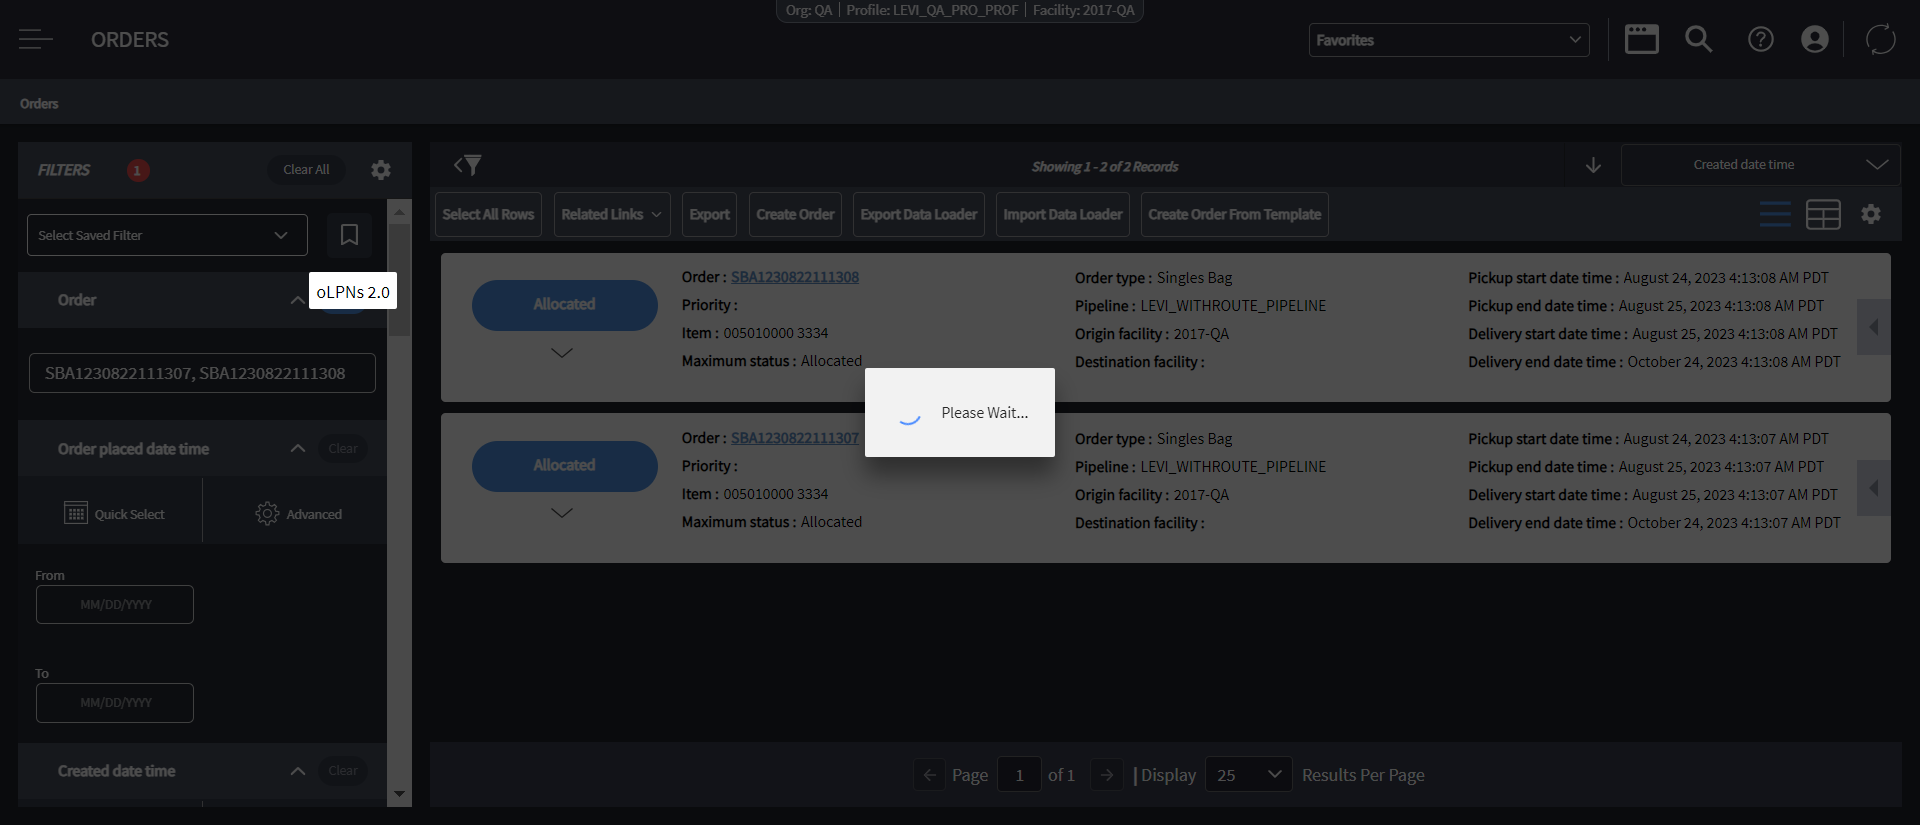 Org: QA | Profile: LEVI_QA_PRO_PROF | Facility: 2017-QA
ORDERS
Favorites
Orders
FILTERS 1 Clear All
Select Saved Filter
oLPNs 2.0
Order
SBA1230822111307, SBA1230822111308
Order placed date time Clear
Quick Select Advanced
From
MM/DD/YYYY
To
MM/DD/YYYY
Created date time Clear
Showing 1 - 2 of 2 Records
Created date time
Select All Rows Related Links Export Create Order Export Data Loader Import Data Loader Create Order From Template
Allocated
Order : SBA1230822111308
Priority :
Item : 005010000 3334
Maximum status : Allocated
Order type : Singles Bag
Pipeline : LEVI_WITHROUTE_PIPELINE
Origin facility : 2017-QA
Destination facility :
Pickup start date time : August 24, 2023 4:13:08 AM PDT
Pickup end date time : August 25, 2023 4:13:08 AM PDT
Delivery start date time : August 25, 2023 4:13:08 AM PDT
Delivery end date time : October 24, 2023 4:13:08 AM PDT
Please Wait...
Allocated
Order : SBA1230822111307
Priority :
Item : 005010000 3334
Maximum status : Allocated
Order type : Singles Bag
Pipeline : LEVI_WITHROUTE_PIPELINE
Origin facility : 2017-QA
Destination facility :
Pickup start date time : August 24, 2023 4:13:07 AM PDT
Pickup end date time : August 25, 2023 4:13:07 AM PDT
Delivery start date time : August 25, 2023 4:13:07 AM PDT
Delivery end date time : October 24, 2023 4:13:07 AM PDT
Page 1 of 1 | Display 25 Results Per Page